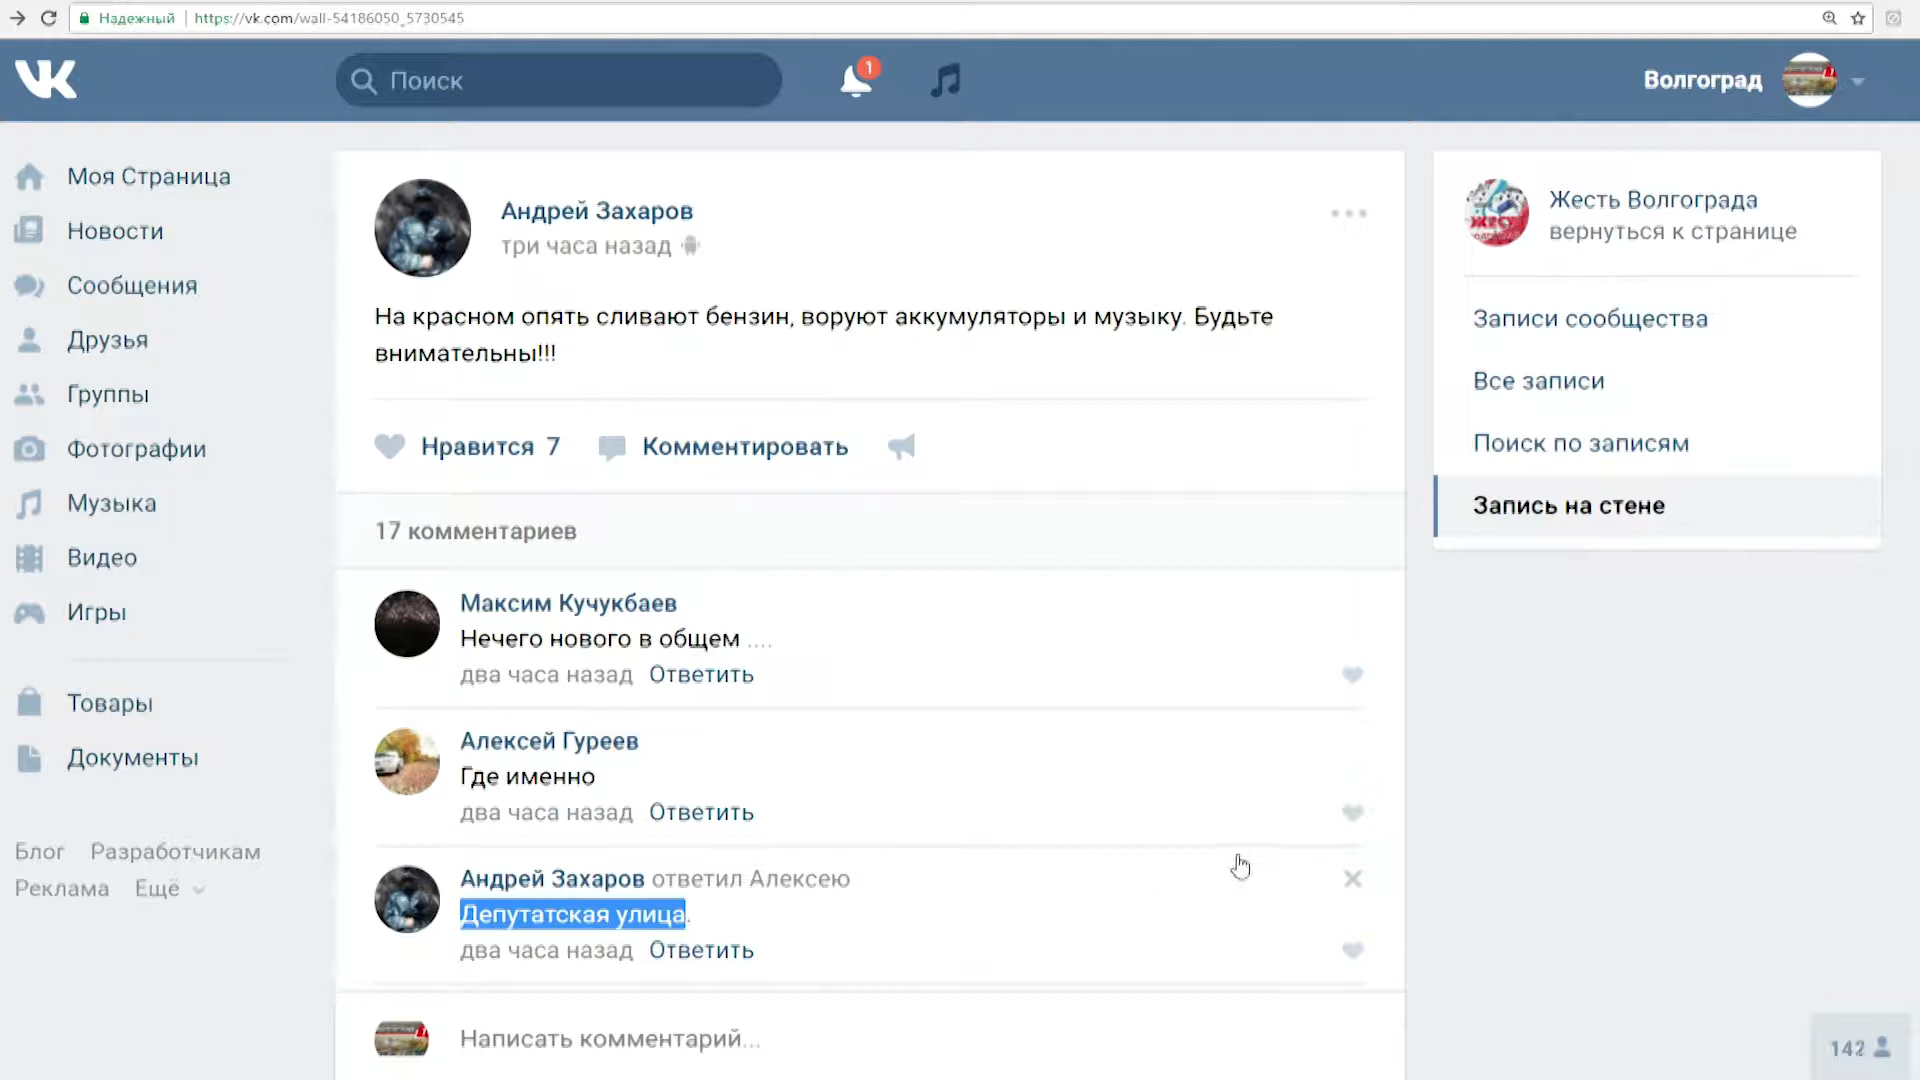 Надежный https://vk.com/wall-54186050_5730545
Поиск
1
Волгоград
Моя Страница
Новости
Сообщения
Друзья
Группы
Фотографии
Музыка
Видео
Игры
Товары
Документы
Блог Разработчикам
Реклама Ещё
Андрей Захаров
три часа назад
На красном опять сливают бензин, воруют аккумуляторы и музыку. Будьте
внимательны!!!
Нравится 7 Комментировать
17 комментариев
Максим Кучукбаев
Нечего нового в общем ....
два часа назад Ответить
Алексей Гуреев
Где именно
два часа назад Ответить
Андрей Захаров ответил Алексею
Депутатская улица.
два часа назад Ответить
Написать комментарий...
Жесть Волгограда
вернуться к странице
Записи сообщества
Все записи
Поиск по записям
Запись на стене
142